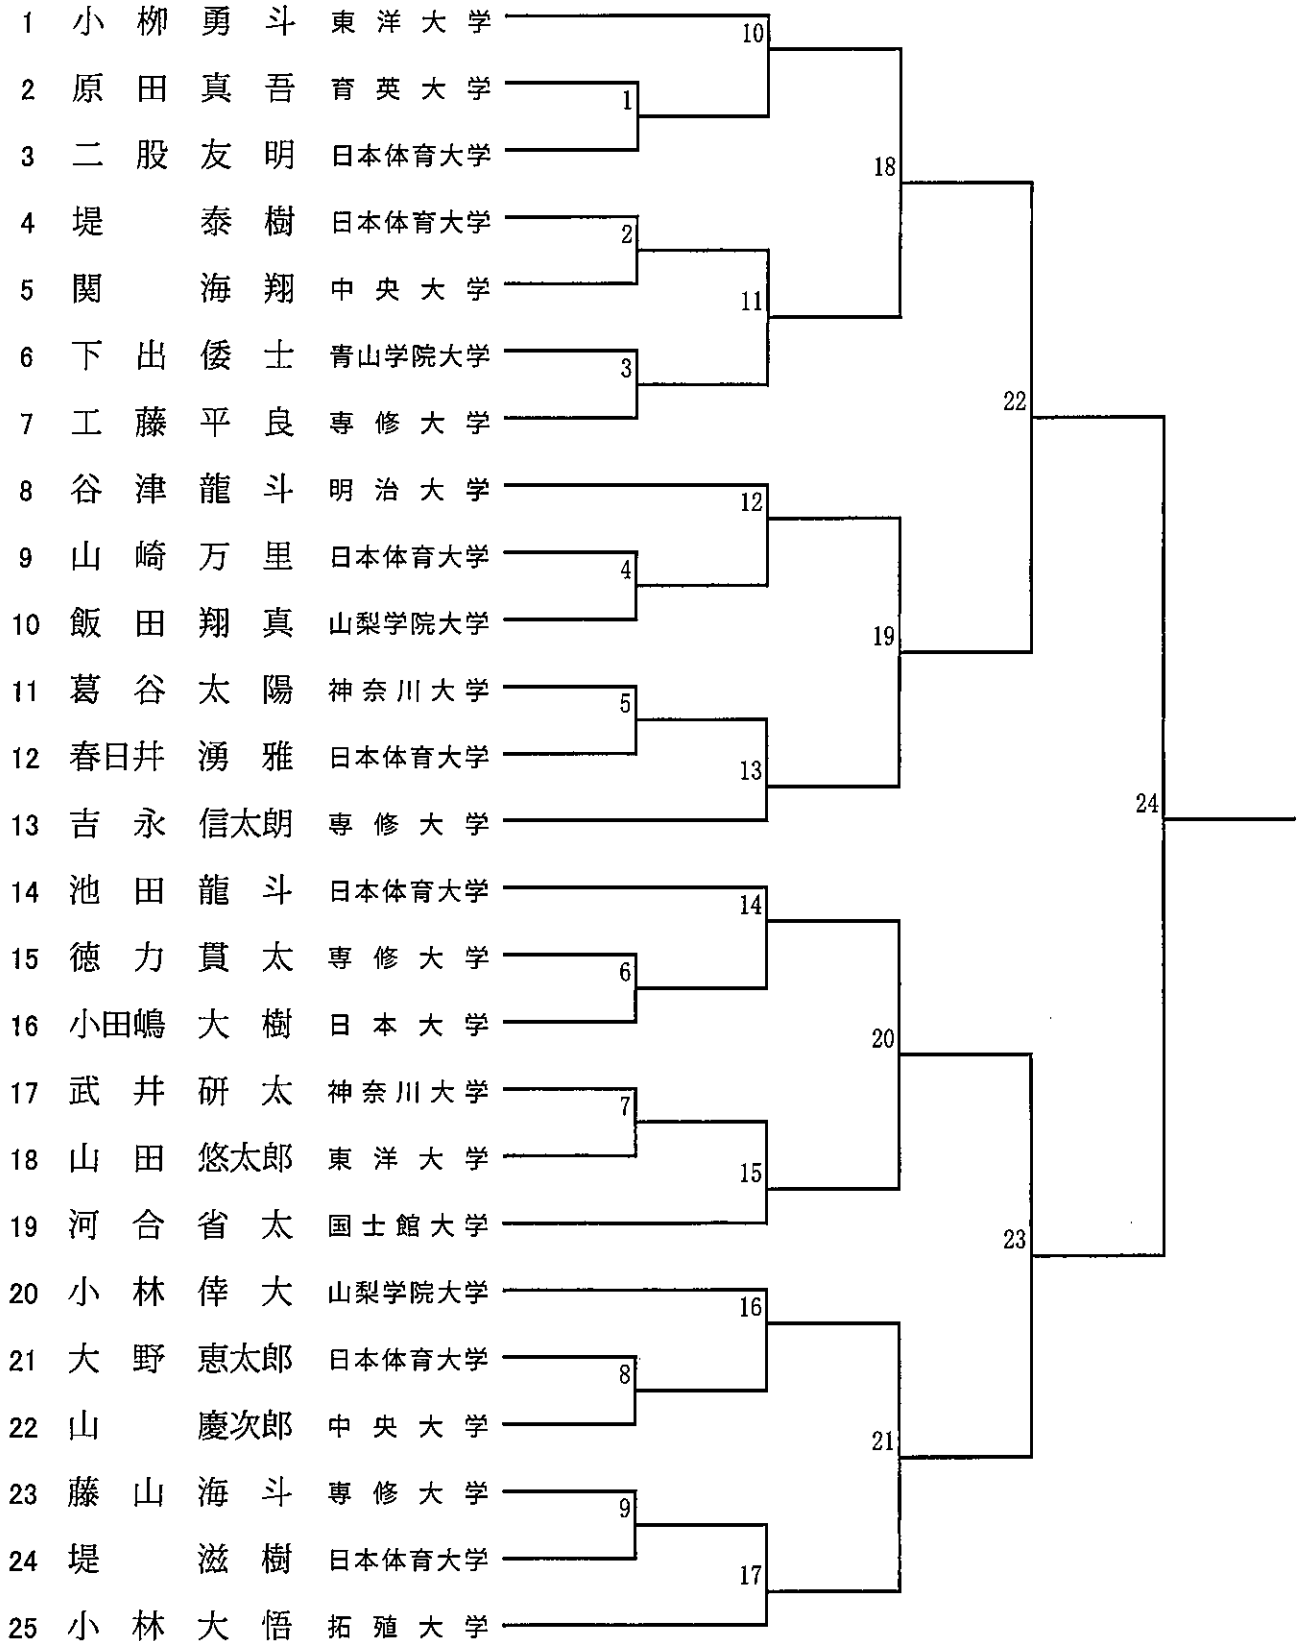 1 小栁勇斗 東洋大学
10
2 原田真吾 育英大学
1
3 二股友明 日本体育大学
18
4 堤泰樹 日本体育大学
2
5 関海翔 中央大学
11
6 下出倭士 青山学院大学
3
22
7 工藤平良 専修大学
8 谷津龍斗 明治大学
12
9 山崎万里 日本体育大学
4
10 飯田翔真 山梨学院大学
19
11 葛谷太陽 神奈川大学
5
12 春日井湧雅 日本体育大学
13
13 吉永信太朗 専修大学
24
14 池田龍斗 日本体育大学
14
15 徳力貫太 専修大学
6
16 小田嶋大樹 日本大学
20
17 武井研太 神奈川大学
7
18 山田悠太郎 東洋大学
15
19 河合省太 国士館大学
23
20 小林倖大 山梨学院大学
16
21 大野恵太郎 日本体育大学
8
22 山慶次郎 中央大学
21
23 藤山海斗 専修大学
9
24 堤滋樹 日本体育大学
17
25 小林大悟 拓殖大学